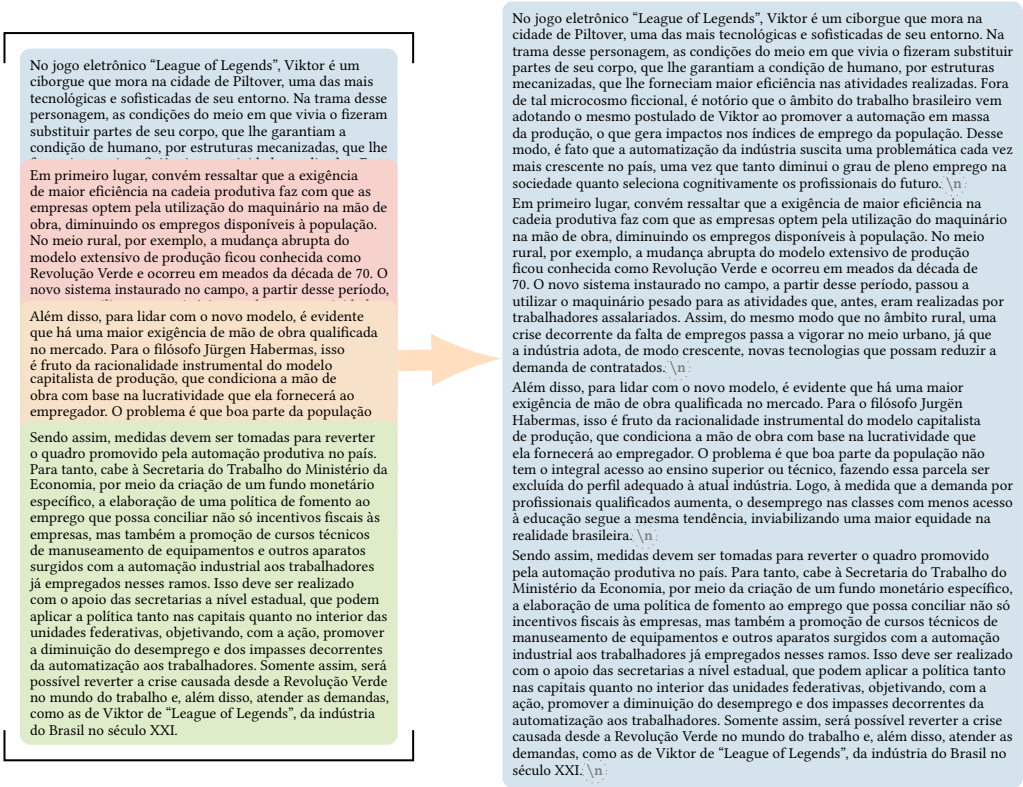 No jogo eletrônico “League of Legends”, Viktor é um
ciborgue que mora na cidade de Piltover, uma das mais
tecnológicas e sofisticadas de seu entorno. Na trama desse
personagem, as condições do meio em que vivia o fizeram
substituir partes de seu corpo, que lhe garantiam a
condição de humano, por estruturas mecanizadas, que lhe
Em primeiro lugar, convém ressaltar que a exigência
de maior eficiência na cadeia produtiva faz com que as
empresas optem pela utilização do maquinário na mão de
obra, diminuindo os empregos disponíveis à população.
No meio rural, por exemplo, a mudança abrupta do
modelo extensivo de produção ficou conhecida como
Revolução Verde e ocorreu em meados da década de 70. O
novo sistema instaurado no campo, a partir desse período,
Além disso, para lidar com o novo modelo, é evidente
que há uma maior exigência de mão de obra qualificada
no mercado. Para o filósofo Jürgen Habermas, isso
é fruto da racionalidade instrumental do modelo
capitalista de produção, que condiciona a mão de
obra com base na lucratividade que ela fornecerá ao
empregador. O problema é que boa parte da população
Sendo assim, medidas devem ser tomadas para reverter
o quadro promovido pela automação produtiva no país.
Para tanto, cabe à Secretaria do Trabalho do Ministério da
Economia, por meio da criação de um fundo monetário
específico, a elaboração de uma política de fomento ao
emprego que possa conciliar não só incentivos fiscais às
empresas, mas também a promoção de cursos técnicos
de manuseamento de equipamentos e outros aparatos
surgidos com a automação industrial aos trabalhadores
já empregados nesses ramos. Isso deve ser realizado
com o apoio das secretarias a nível estadual, que podem
aplicar a política tanto nas capitais quanto no interior das
unidades federativas, objetivando, com a ação, promover
a diminuição do desemprego e dos impasses decorrentes
da automatização aos trabalhadores. Somente assim, será
possível reverter a crise causada desde a Revolução Verde
no mundo do trabalho e, além disso, atender as demandas,
como as de Viktor de “League of Legends”, da indústria
do Brasil no século XXI.
No jogo eletrônico “League of Legends”, Viktor é um ciborgue que mora na
cidade de Piltover, uma das mais tecnológicas e sofisticadas de seu entorno. Na
trama desse personagem, as condições do meio em que vivia o fizeram substituir
partes de seu corpo, que lhe garantiam a condição de humano, por estruturas
mecanizadas, que lhe forneciam maior eficiência nas atividades realizadas. Fora
de tal microcosmo ficcional, é notório que o âmbito do trabalho brasileiro vem
adotando o mesmo postulado de Viktor ao promover a automação em massa
da produção, o que gera impactos nos índices de emprego da população. Desse
modo, é fato que a automatização da indústria suscita uma problemática cada vez
mais crescente no país, uma vez que tanto diminui o grau de pleno emprego na
sociedade quanto seleciona cognitivamente os profissionais do futuro. \n
Em primeiro lugar, convém ressaltar que a exigência de maior eficiência na
cadeia produtiva faz com que as empresas optem pela utilização do maquinário
na mão de obra, diminuindo os empregos disponíveis à população. No meio
rural, por exemplo, a mudança abrupta do modelo extensivo de produção
ficou conhecida como Revolução Verde e ocorreu em meados da década de
70. O novo sistema instaurado no campo, a partir desse período, passou a
utilizar o maquinário pesado para as atividades que, antes, eram realizadas por
trabalhadores assalariados. Assim, do mesmo modo que no âmbito rural, uma
crise decorrente da falta de empregos passa a vigorar no meio urbano, já que
a indústria adota, de modo crescente, novas tecnologias que possam reduzir a
demanda de contratados. \n
Além disso, para lidar com o novo modelo, é evidente que há uma maior
exigência de mão de obra qualificada no mercado. Para o filósofo Jurgën
Habermas, isso é fruto da racionalidade instrumental do modelo capitalista
de produção, que condiciona a mão de obra com base na lucratividade que
ela fornecerá ao empregador. O problema é que boa parte da população não
tem o integral acesso ao ensino superior ou técnico, fazendo essa parcela ser
excluída do perfil adequado à atual indústria. Logo, à medida que a demanda por
profissionais qualificados aumenta, o desemprego nas classes com menos acesso
à educação segue a mesma tendência, inviabilizando uma maior equidade na
realidade brasileira. \n
Sendo assim, medidas devem ser tomadas para reverter o quadro promovido
pela automação produtiva no país. Para tanto, cabe à Secretaria do Trabalho do
Ministério da Economia, por meio da criação de um fundo monetário específico,
a elaboração de uma política de fomento ao emprego que possa conciliar não só
incentivos fiscais às empresas, mas também a promoção de cursos técnicos de
manuseamento de equipamentos e outros aparatos surgidos com a automação
industrial aos trabalhadores já empregados nesses ramos. Isso deve ser realizado
com o apoio das secretarias a nível estadual, que podem aplicar a política tanto
nas capitais quanto no interior das unidades federativas, objetivando, com a
ação, promover a diminuição do desemprego e dos impasses decorrentes da
automatização aos trabalhadores. Somente assim, será possível reverter a crise
causada desde a Revolução Verde no mundo do trabalho e, além disso, atender as
demandas, como as de Viktor de “League of Legends”, da indústria do Brasil no
século XXI. \n